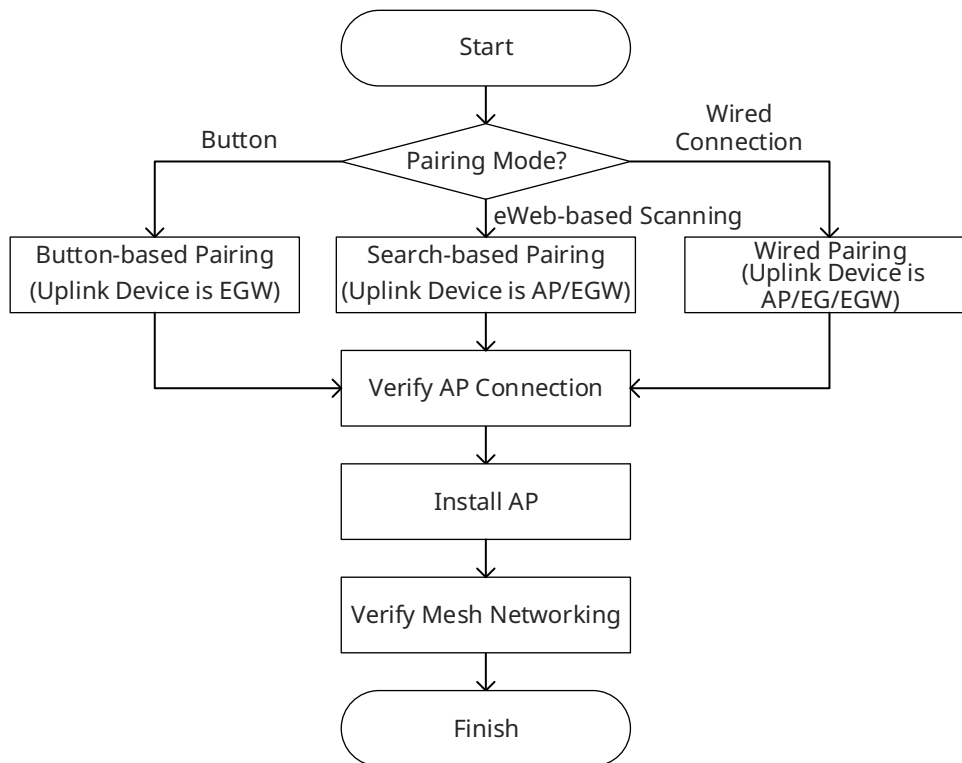 Start
Pairing Mode?
Button
Wired
Connection
eWeb-based Scanning
Button-based Pairing
(Uplink Device is EGW)
Search-based Pairing
(Uplink Device is AP/EGW)
Wired Pairing
(Uplink Device is
AP/EG/EGW)
Verify AP Connection
Install AP
Verify Mesh Networking
Finish